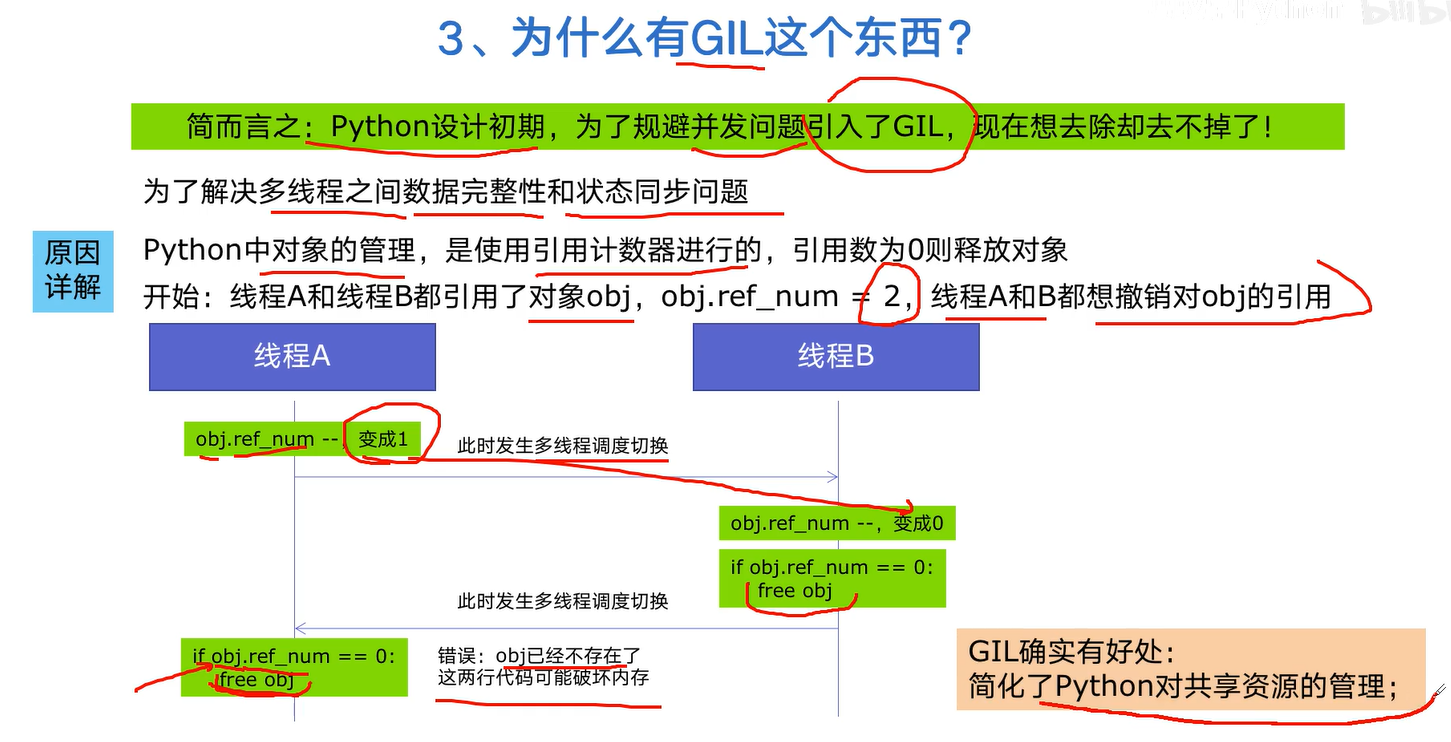 3、为什么有GIL这个东西？
简而言之：Python设计初期，为了规避并发问题引入了GIL，现在想去除却去不掉了！
为了解决多线程之间数据完整性和状态同步问题
原因
详解
Python中对象的管理，是使用引用计数器进行的，引用数为0则释放对象
开始：线程A和线程B都引用了对象obj，obj.ref_num = 2，线程A和B都想撤销对obj的引用
线程A
线程B
obj.ref_num --，变成1
此时发生多线程调度切换
obj.ref_num --，变成0
if obj.ref_num == 0:
free obj
此时发生多线程调度切换
if obj.ref_num == 0:
free obj
错误：obj已经不存在了
这两行代码可能破坏内存
GIL确实有好处：
简化了Python对共享资源的管理；